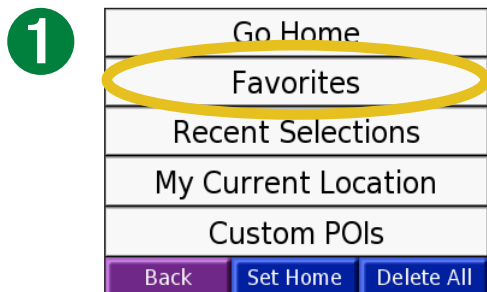 1
Go Home
Favorites
Recent Selections
My Current Location
Custom POIs
Back Set Home Delete All